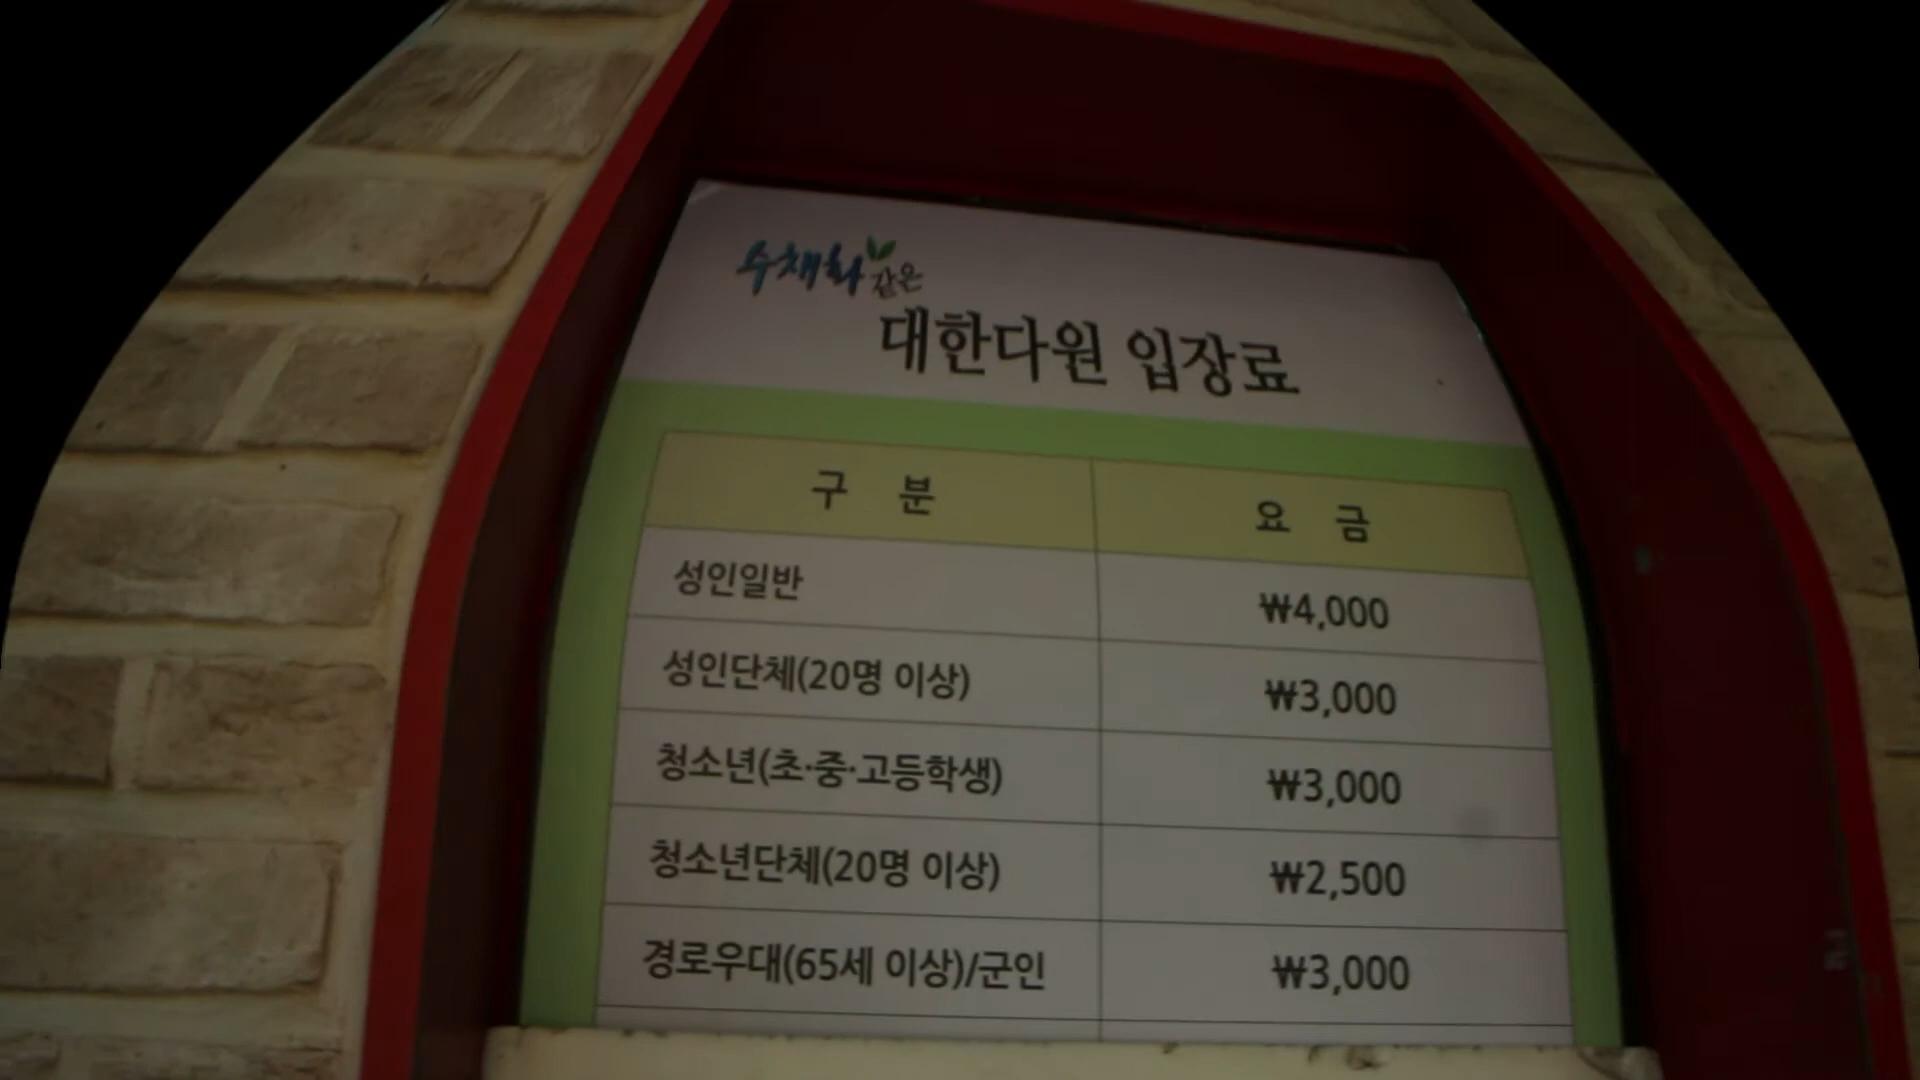 수채화 같은
대한다원 입장료
구 분 요 금
성인일반 ₩4,000
성인단체(20명 이상) ₩3,000
청소년(초·중·고등학생) ₩3,000
청소년단체(20명 이상) ₩2,500
경로우대(65세 이상)/군인 ₩3,000